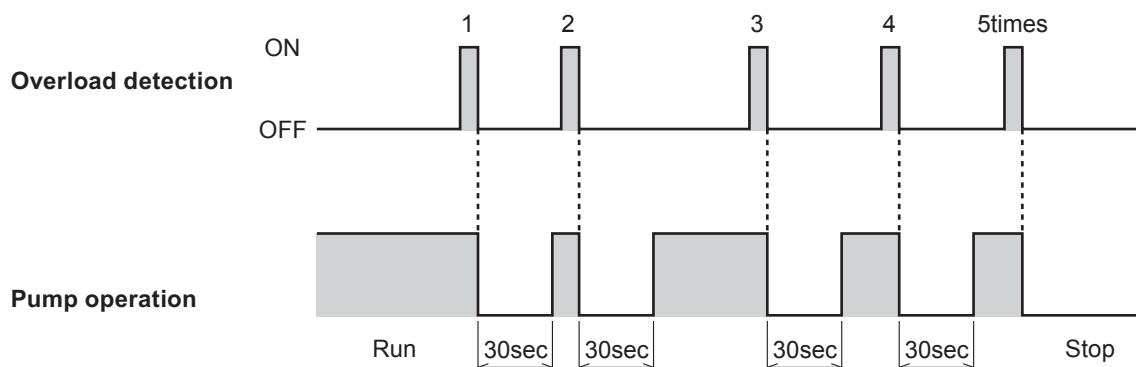 1 2 3 4 5times
ON
Overload detection
OFF
Pump operation
Run 30sec 30sec 30sec 30sec Stop